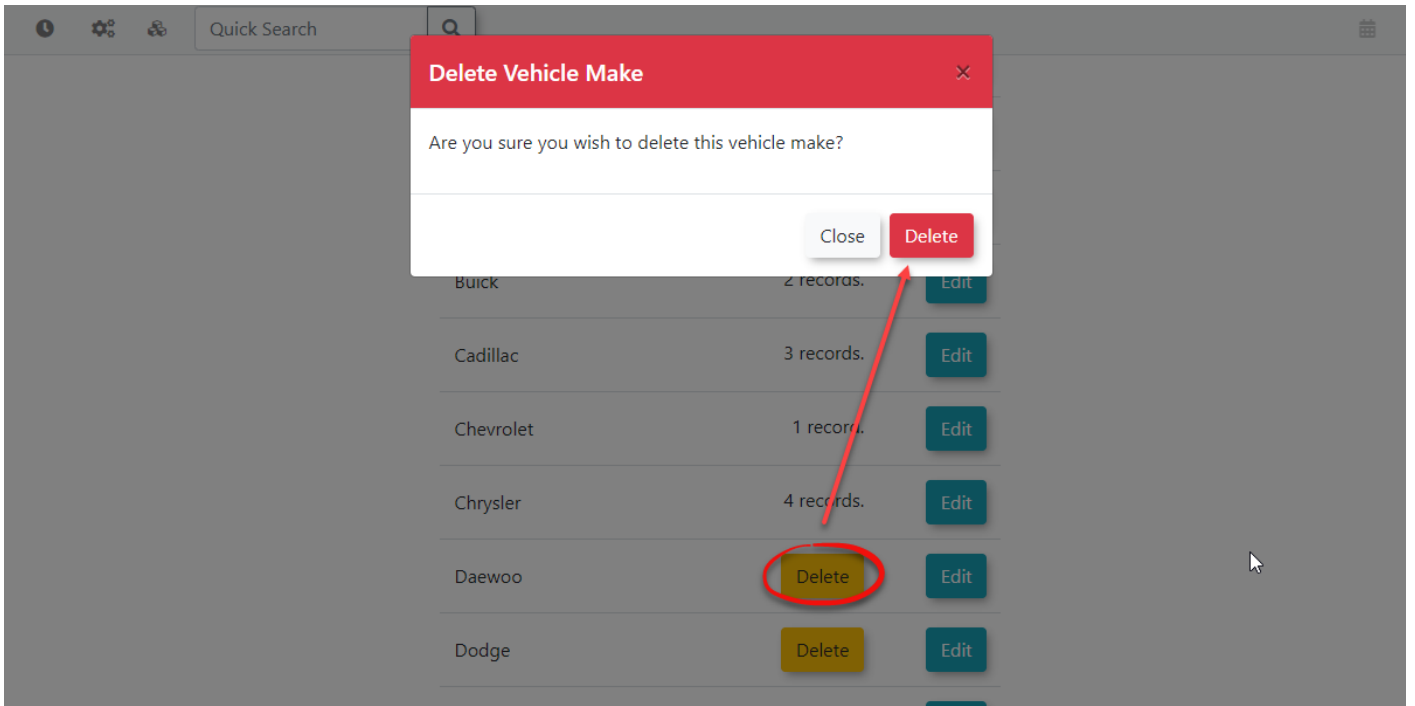 Quick Search
Delete Vehicle Make ×
Are you sure you wish to delete this vehicle make?
Close Delete
Buick 2 records. Edit
Cadillac 3 records. Edit
Chevrolet 1 record. Edit
Chrysler 4 records. Edit
Daewoo Delete Edit
Dodge Delete Edit